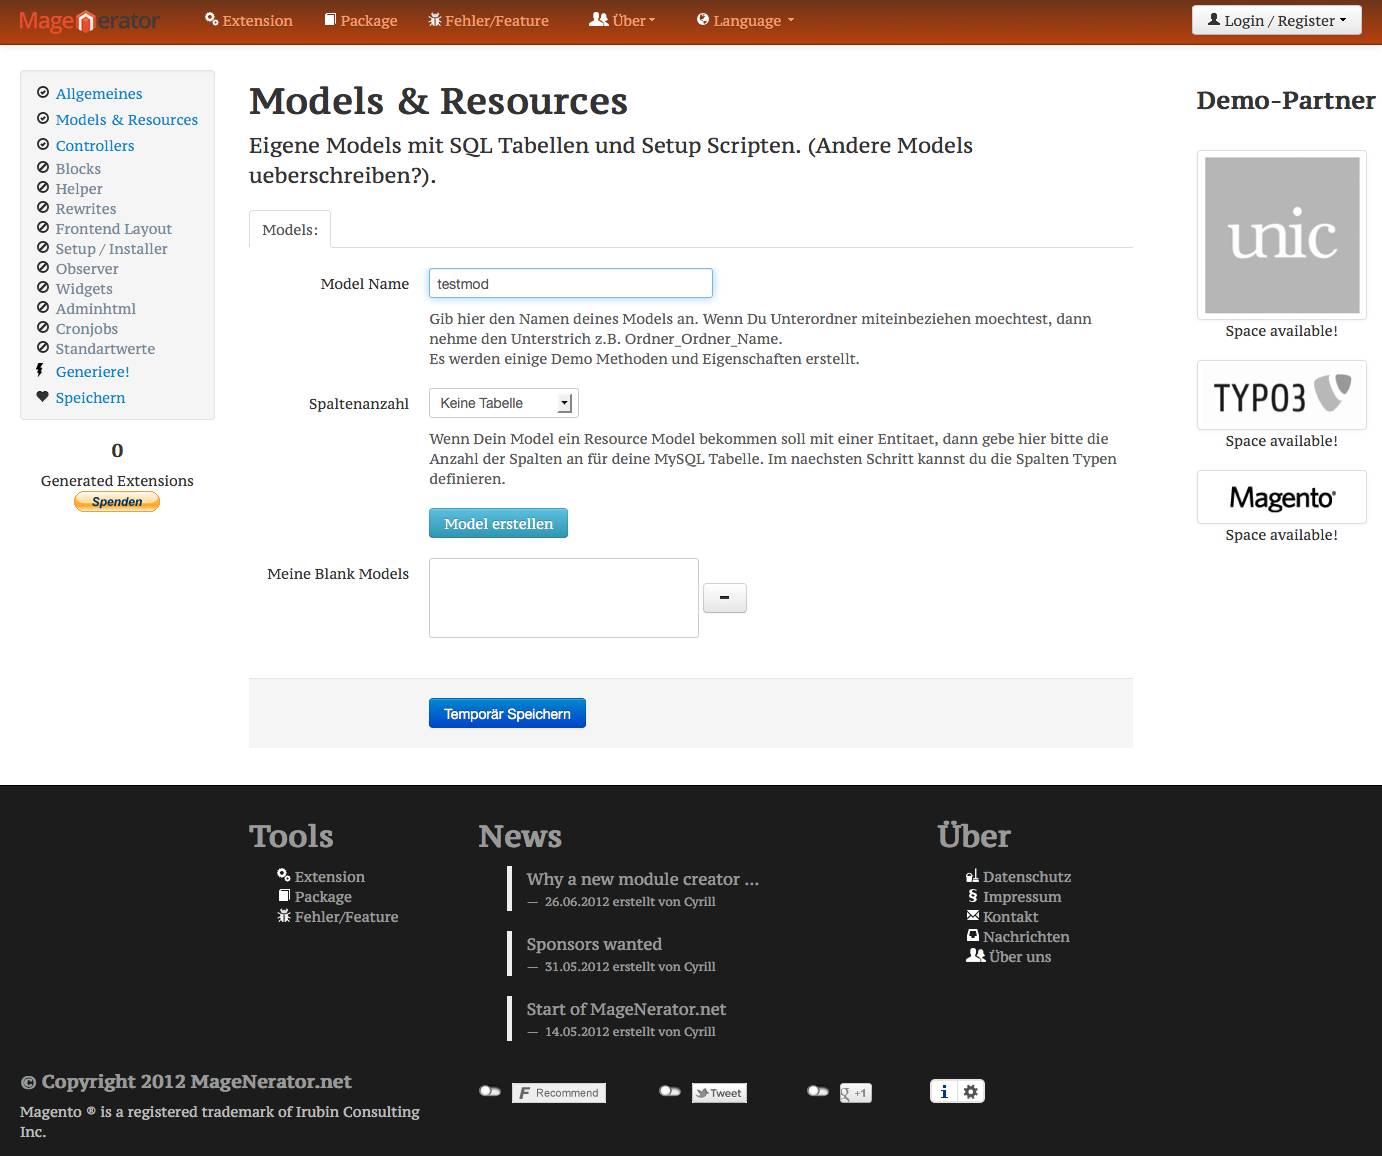 MageNerator
Extension
Package
Fehler/Feature
Über
Language
Login / Register
Allgemeines
Models & Resources
Controllers
Blocks
Helper
Rewrites
Frontend Layout
Setup / Installer
Observer
Widgets
Adminhtml
Cronjobs
Standartwerte
Generiere!
Speichern
0
Generated Extensions
Spenden
Models & Resources
Eigene Models mit SQL Tabellen und Setup Scripten. (Andere Models
ueberschreiben?).
Models:
Model Name
testmod
Gib hier den Namen deines Models an. Wenn Du Unterordner miteinbeziehen moechtest, dann
nehme den Unterstrich z.B. Ordner_Ordner_Name.
Es werden einige Demo Methoden und Eigenschaften erstellt.
Spaltenanzahl
Keine Tabelle
Wenn Dein Model ein Resource Model bekommen soll mit einer Entitaet, dann gebe hier bitte die
Anzahl der Spalten an für deine MySQL Tabelle. Im naechsten Schritt kannst du die Spalten Typen
definieren.
Model erstellen
Meine Blank Models
Temporär Speichern
Demo-Partner
unic
Space available!
TYPO3
Space available!
Magento®
Space available!
Tools
Extension
Package
Fehler/Feature
News
Why a new module creator ...
— 26.06.2012 erstellt von Cyrill
Sponsors wanted
— 31.05.2012 erstellt von Cyrill
Start of MageNerator.net
— 14.05.2012 erstellt von Cyrill
Über
Datenschutz
§ Impressum
Kontakt
Nachrichten
Über uns
© Copyright 2012 MageNerator.net
Magento ® is a registered trademark of Irubin Consulting
Inc.
F Recommend
Tweet
g +1
i